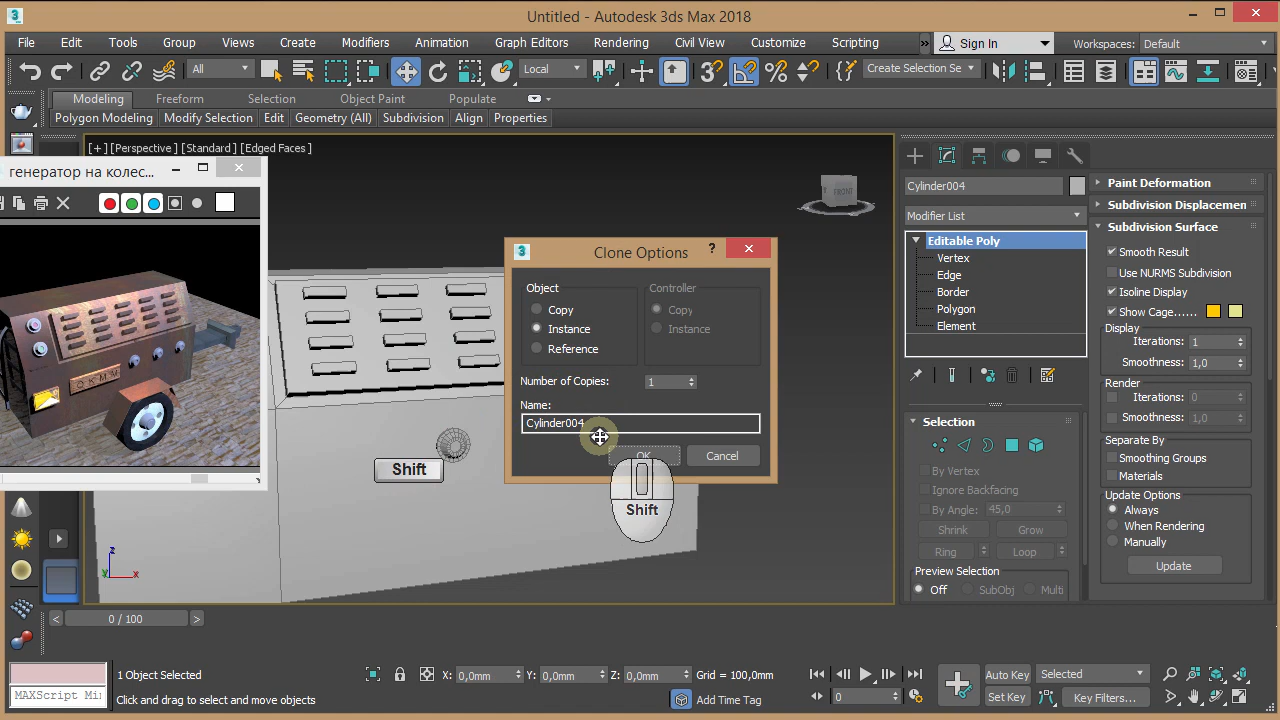 Untitled - Autodesk 3ds Max 2018
File Edit Tools Group Views Create Modifiers Animation Graph Editors Rendering Civil View Customize Scripting » Sign In Workspaces: Default
All Local Create Selection Se
Modeling Freeform Selection Object Paint Populate
Polygon Modeling Modify Selection Edit Geometry (All) Subdivision Align Properties
[+] [Perspective] [Standard] [Edged Faces]
генератор на колес...
FRONT
Cylinder004
Modifier List
Editable Poly
Vertex
Edge
Border
Polygon
Element
Selection
By Vertex
Ignore Backfacing
By Angle: 45,0
Shrink Grow
Ring Loop
Preview Selection
Off SubObj Multi
Paint Deformation
Subdivision Displacemen
Subdivision Surface
Smooth Result
Use NURMS Subdivision
Isoline Display
Show Cage......
Display
Iterations: 1
Smoothness: 1,0
Render
Iterations: 0
Smoothness: 1,0
Separate By
Smoothing Groups
Materials
Update Options
Always
When Rendering
Manually
Update
Clone Options
Object
Copy
Instance
Reference
Controller
Copy
Instance
Number of Copies: 1
Name:
Cylinder004
OK Cancel
Shift
Shift
z
y x
< 0 / 100 >
1 Object Selected X: 0,0mm Y: 0,0mm Z: 0,0mm Grid = 100,0mm Auto Key Selected
MAXScript Mi Click and drag to select and move objects Add Time Tag 0 Set Key Key Filters...